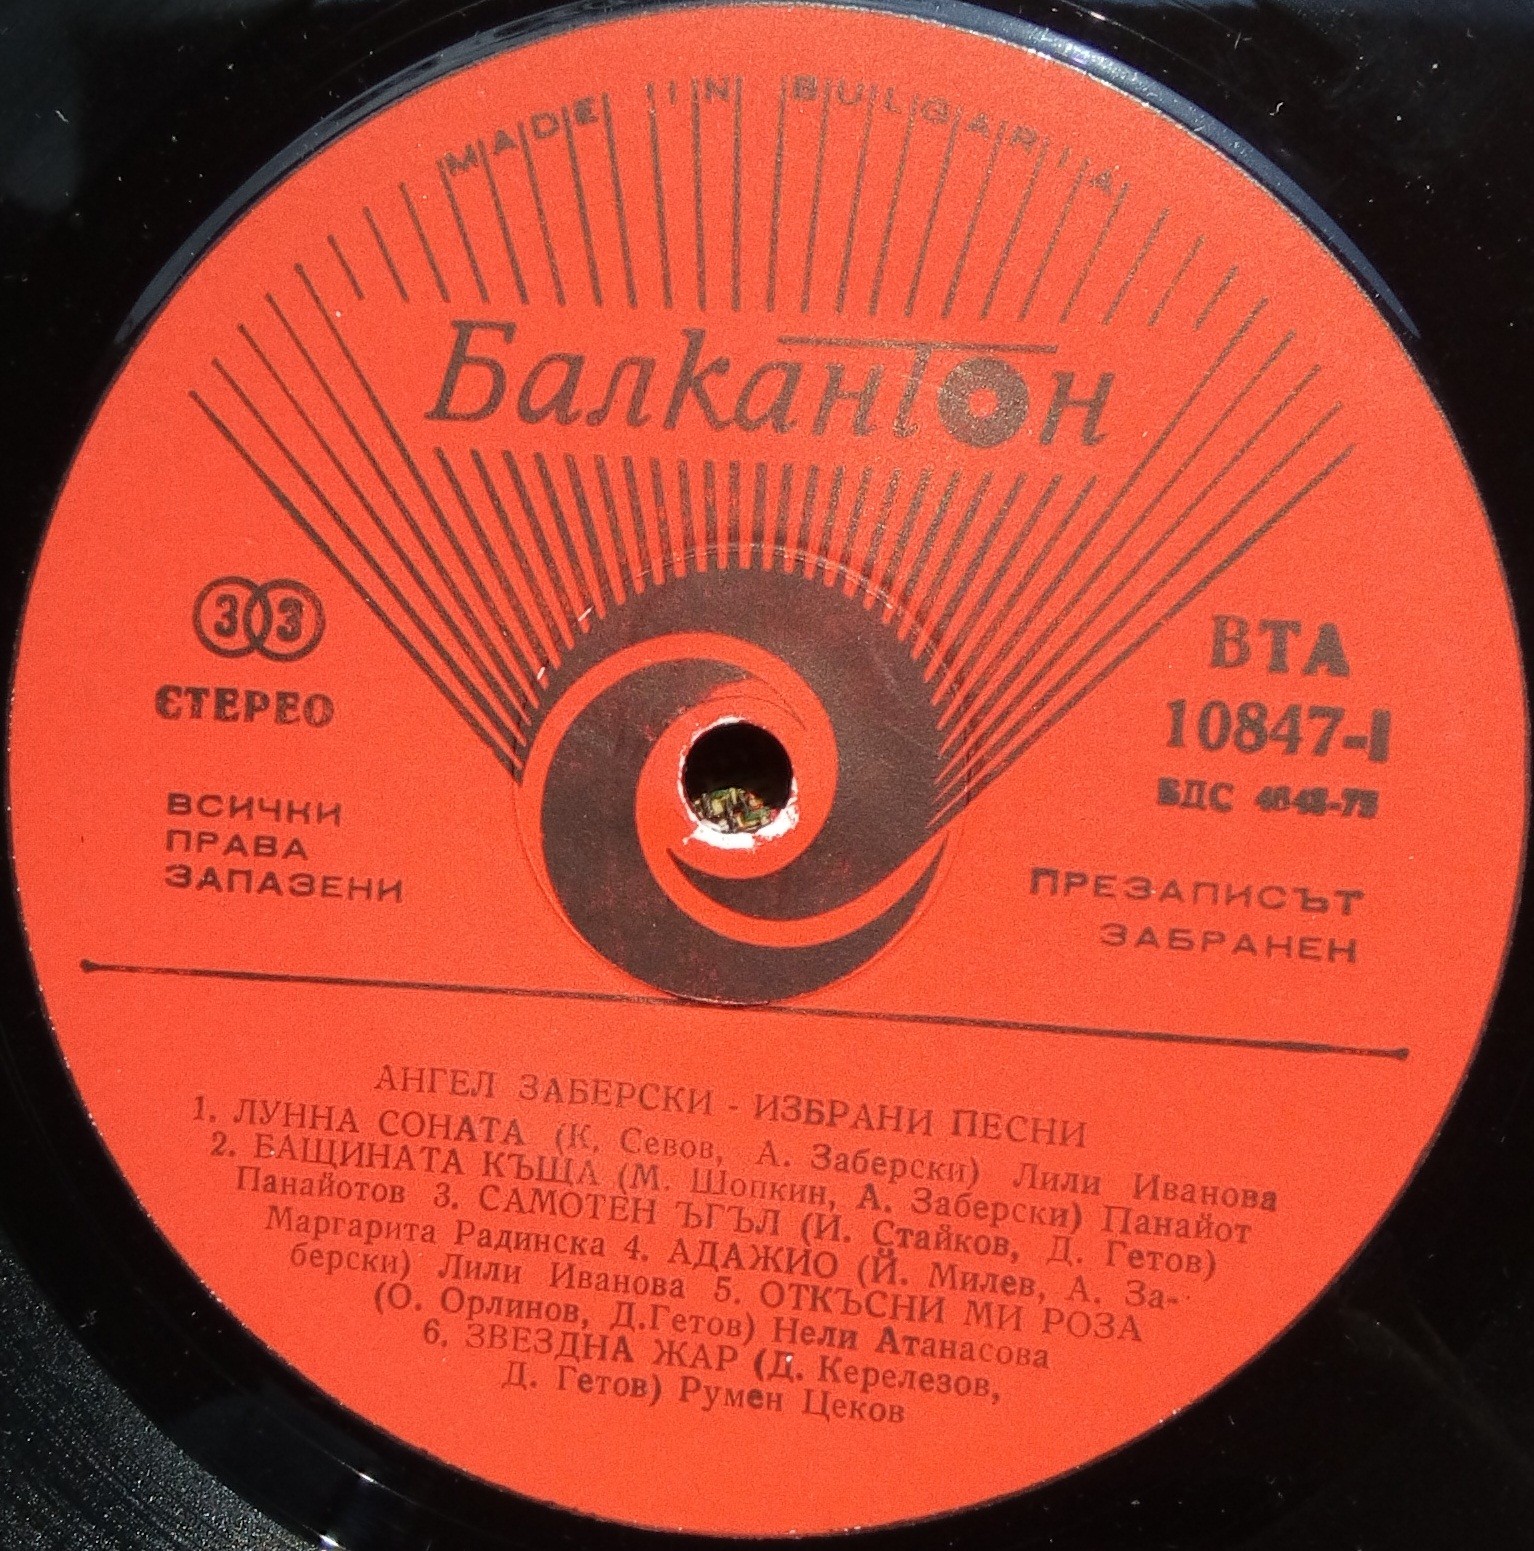 MADE IN BULGARIA
Балкантон
33
СТЕРЕО
ВСИЧКИ
ПРАВА
ЗАПАЗЕНИ
ВТА
10847-I
БДС
ПРЕЗАПИСЪТ
ЗАБРАНЕН
АНГЕЛ ЗАБЕРСКИ - ИЗБРАНИ ПЕСНИ
1. ЛУННА СОНАТА (К. Севов, А. Заберски) Лили Иванова
2. БАЩИНАТА КЪЩА (М. Шопкин, А. Заберски) Панайот
Панайотов 3. САМОТЕН ЪГЪЛ (И. Стайков, Д. Гетов)
Маргарита Радинска 4. АДАЖИО (Й. Милев, А. За-
берски) Лили Иванова 5. ОТКЪСНИ МИ РОЗА
(О. Орлинов, Д.Гетов) Нели Атанасова
6. ЗВЕЗДНА ЖАР (Д. Керелезов,
Д. Гетов) Румен Цеков